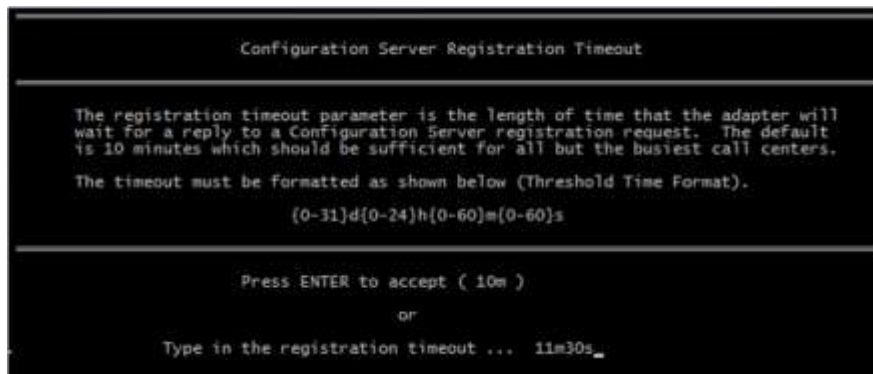 Configuration Server Registration Timeout
The registration timeout parameter is the length of time that the adapter will
wait for a reply to a Configuration Server registration request.  The default
is 10 minutes which should be sufficient for all but the busiest call centers.
The timeout must be formatted as shown below (Threshold Time Format).
{0-31}d{0-24}h{0-60}m{0-60}s
Press ENTER to accept ( 10m )
or
Type in the registration timeout ...  11m30s_